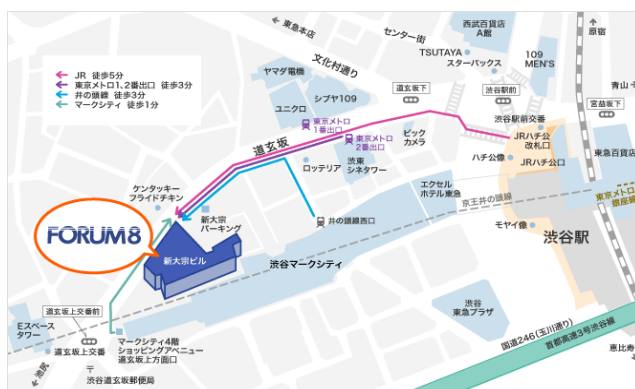 JR 徒歩5分
東京メトロ1、2番出口 徒歩3分
井の頭線 徒歩3分
マークシティ 徒歩1分
東急本店
文化村通り
センター街
西武百貨店
A館
TSUTAYA
スターバックス
109
MEN'S
原宿
青山
ヤマダ電機
ユニクロ
シブヤ109
道玄坂下
渋谷駅前
宮益坂下
東京メトロ
1番出口
東京メトロ
2番出口
ビック
カメラ
渋谷駅前交番
JRハチ公
改札口
ハチ公像
JRハチ公口
東急百貨店
道玄坂
ロッテリア
渋東
シネタワー
ケンタッキー
フライドチキン
新大宗
パーキング
エクセル
ホテル東急
京王井の頭線
東京メトロ
銀座線
井の頭線西口
モヤイ像
渋谷駅
FORUM8
新大宗ビル
渋谷マークシティ
道玄坂上交番前
Eスペース
タワー
道玄坂上交番
マークシティ4階
ショッピングアベニュー
道玄坂上方面口
渋谷
東急プラザ
国道246(玉川通り)
首都高速3号渋谷線
恵比寿
池尻
〒
渋谷道玄坂郵便局